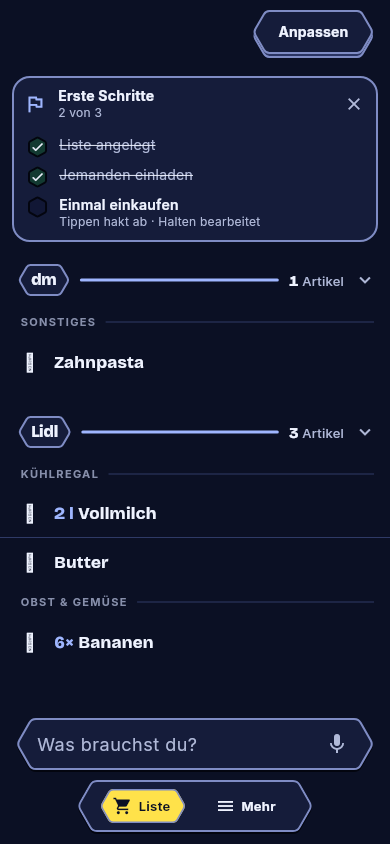 Anpassen
Erste Schritte
2 von 3
Liste angelegt
Jemanden einladen
Einmal einkaufen
Tippen hakt ab · Halten bearbeitet
dm
1 Artikel
SONSTIGES
Zahnpasta
Lidl
3 Artikel
KÜHLREGAL
2 l Vollmilch
Butter
OBST & GEMÜSE
6× Bananen
Was brauchst du?
Liste
Mehr